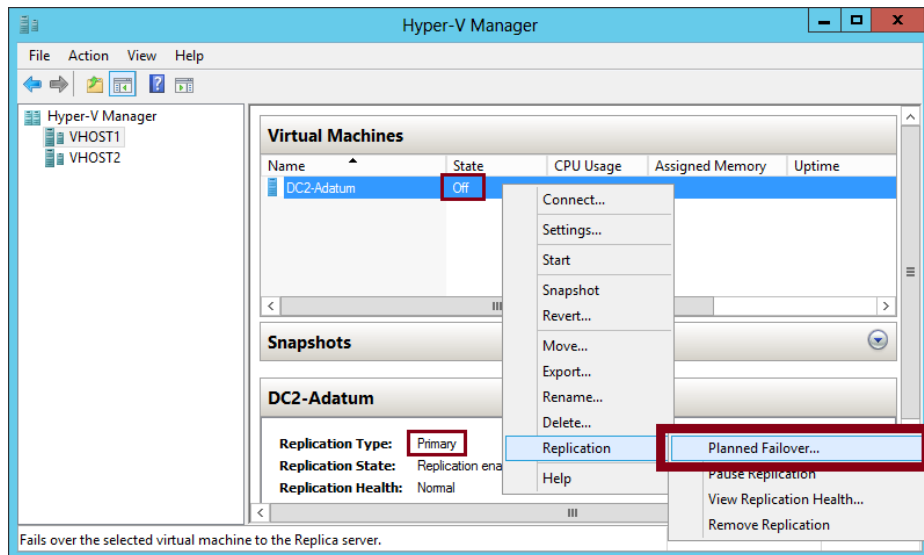 Hyper-V Manager
File Action View Help
Hyper-V Manager
VHOST1
VHOST2
Virtual Machines
Name State CPU Usage Assigned Memory Uptime
DC2-Adatum Off
Connect...
Settings...
Start
Snapshot
Revert...
Move...
Export...
Rename...
Delete...
Replication
Help
Planned Failover...
Pause Replication
View Replication Health...
Remove Replication
Snapshots
DC2-Adatum
Replication Type: Primary
Replication State: Replication ena
Replication Health: Normal
Fails over the selected virtual machine to the Replica server.